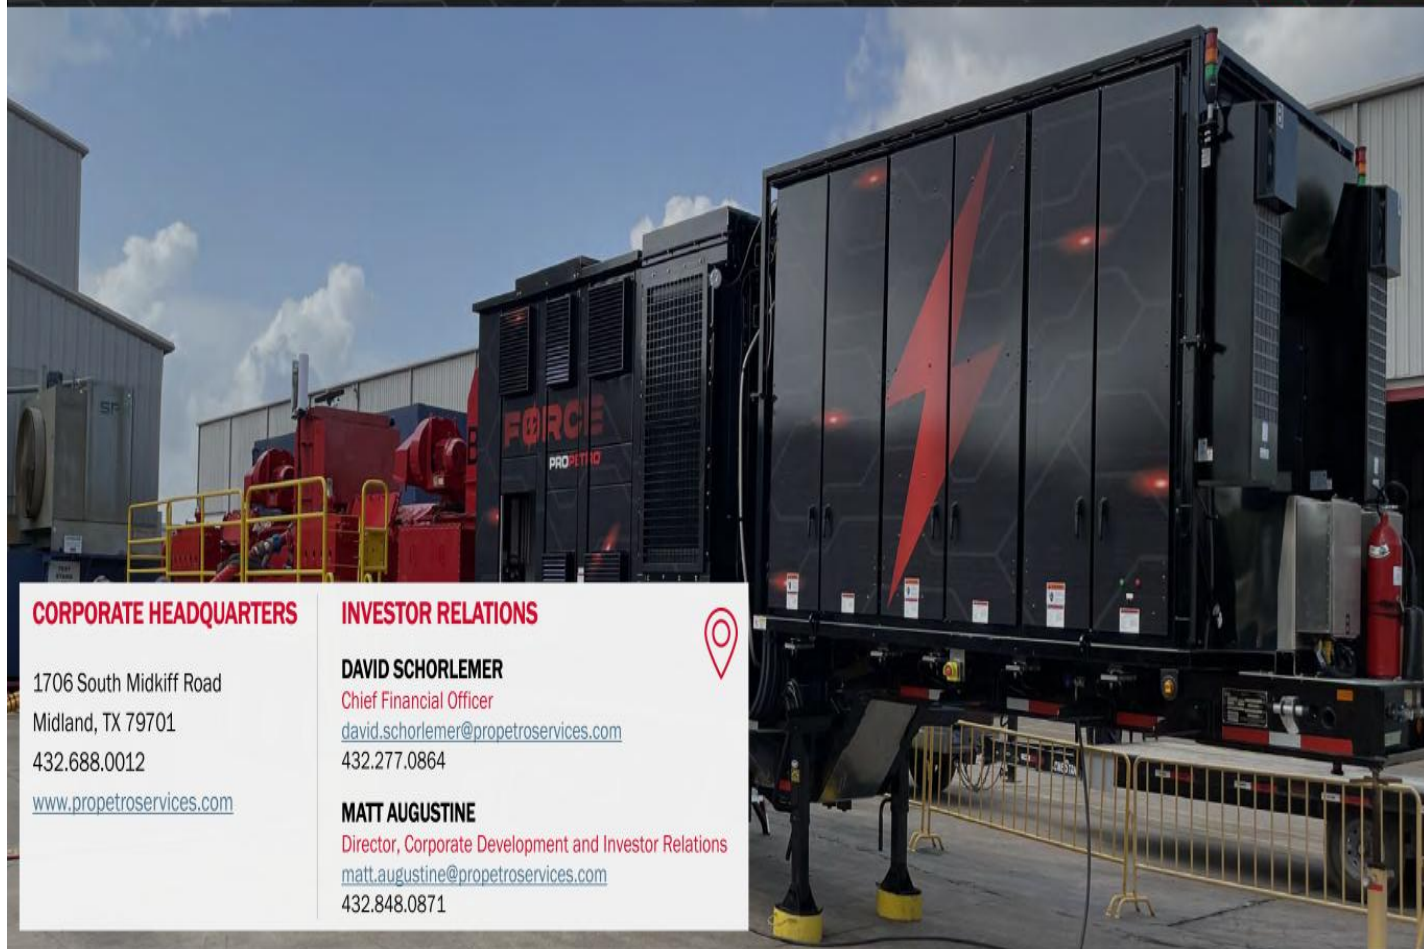 SP
FORCE
PROPETRO
CORPORATE HEADQUARTERS
1706 South Midkiff Road
Midland, TX 79701
432.688.0012
www.propetroservices.com
INVESTOR RELATIONS
DAVID SCHORLEMER
Chief Financial Officer
david.schorlemer@propetroservices.com
432.277.0864
MATT AUGUSTINE
Director, Corporate Development and Investor Relations
matt.augustine@propetroservices.com
432.848.0871